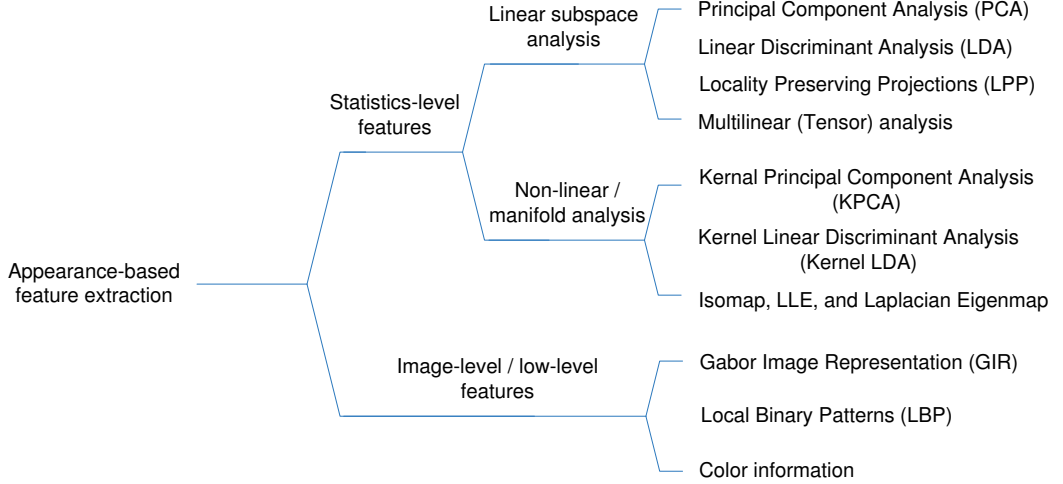 Appearance-based
feature extraction
Statistics-level
features
Linear subspace
analysis
Principal Component Analysis (PCA)
Linear Discriminant Analysis (LDA)
Locality Preserving Projections (LPP)
Multilinear (Tensor) analysis
Non-linear /
manifold analysis
Kernal Principal Component Analysis
(KPCA)
Kernel Linear Discriminant Analysis
(Kernel LDA)
Isomap, LLE, and Laplacian Eigenmap
Image-level / low-level
features
Gabor Image Representation (GIR)
Local Binary Patterns (LBP)
Color information